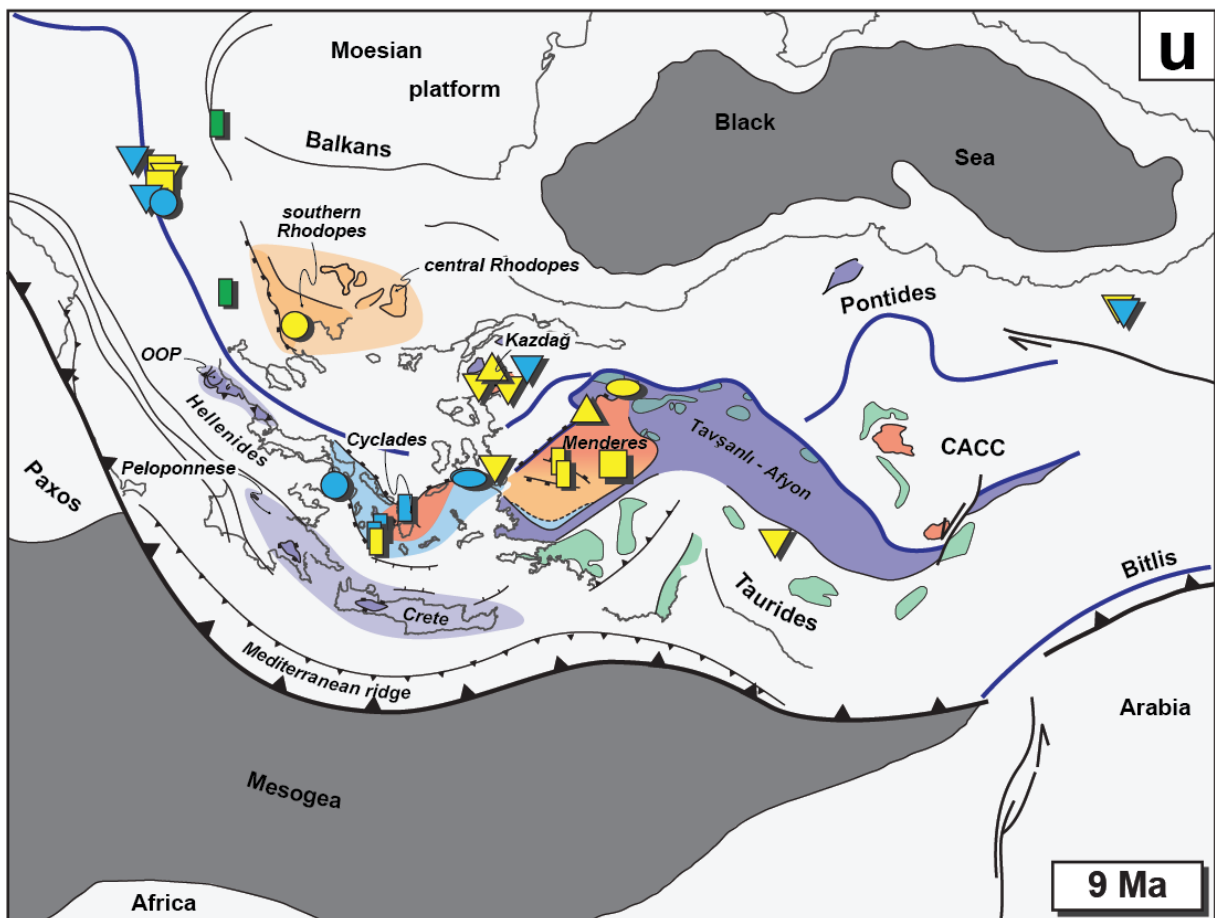 u
Moesian
platform
Black
Sea
Balkans
southern
Rhodopes
central Rhodopes
Pontides
Kazdağ
OOP
Hellenides
Cyclades
Menderes
Tavşanlı - Afyon
CACC
Peloponnese
Paxos
Bitlis
Taurides
Crete
Mediterranean ridge
Arabia
Mesogea
Africa
9 Ma